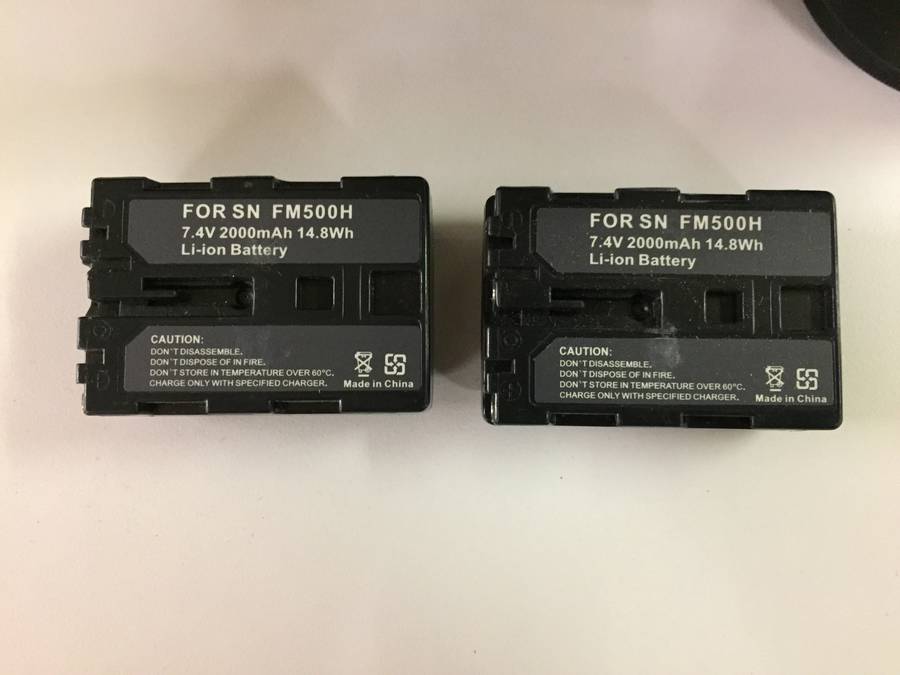 FOR SN FM500H
7.4V 2000mAh 14.8Wh
Li-ion Battery
CAUTION:
DON`T DISASSEMBLE.
DON`T DISPOSE OF IN FIRE.
DON`T STORE IN TEMPERATURE OVER 60°C.
CHARGE ONLY WITH SPECIFIED CHARGER.
Made in China
FOR SN FM500H
7.4V 2000mAh 14.8Wh
Li-ion Battery
CAUTION:
DON`T DISASSEMBLE.
DON`T DISPOSE OF IN FIRE.
DON`T STORE IN TEMPERATURE OVER 60°C.
CHARGE ONLY WITH SPECIFIED CHARGER.
Made in China